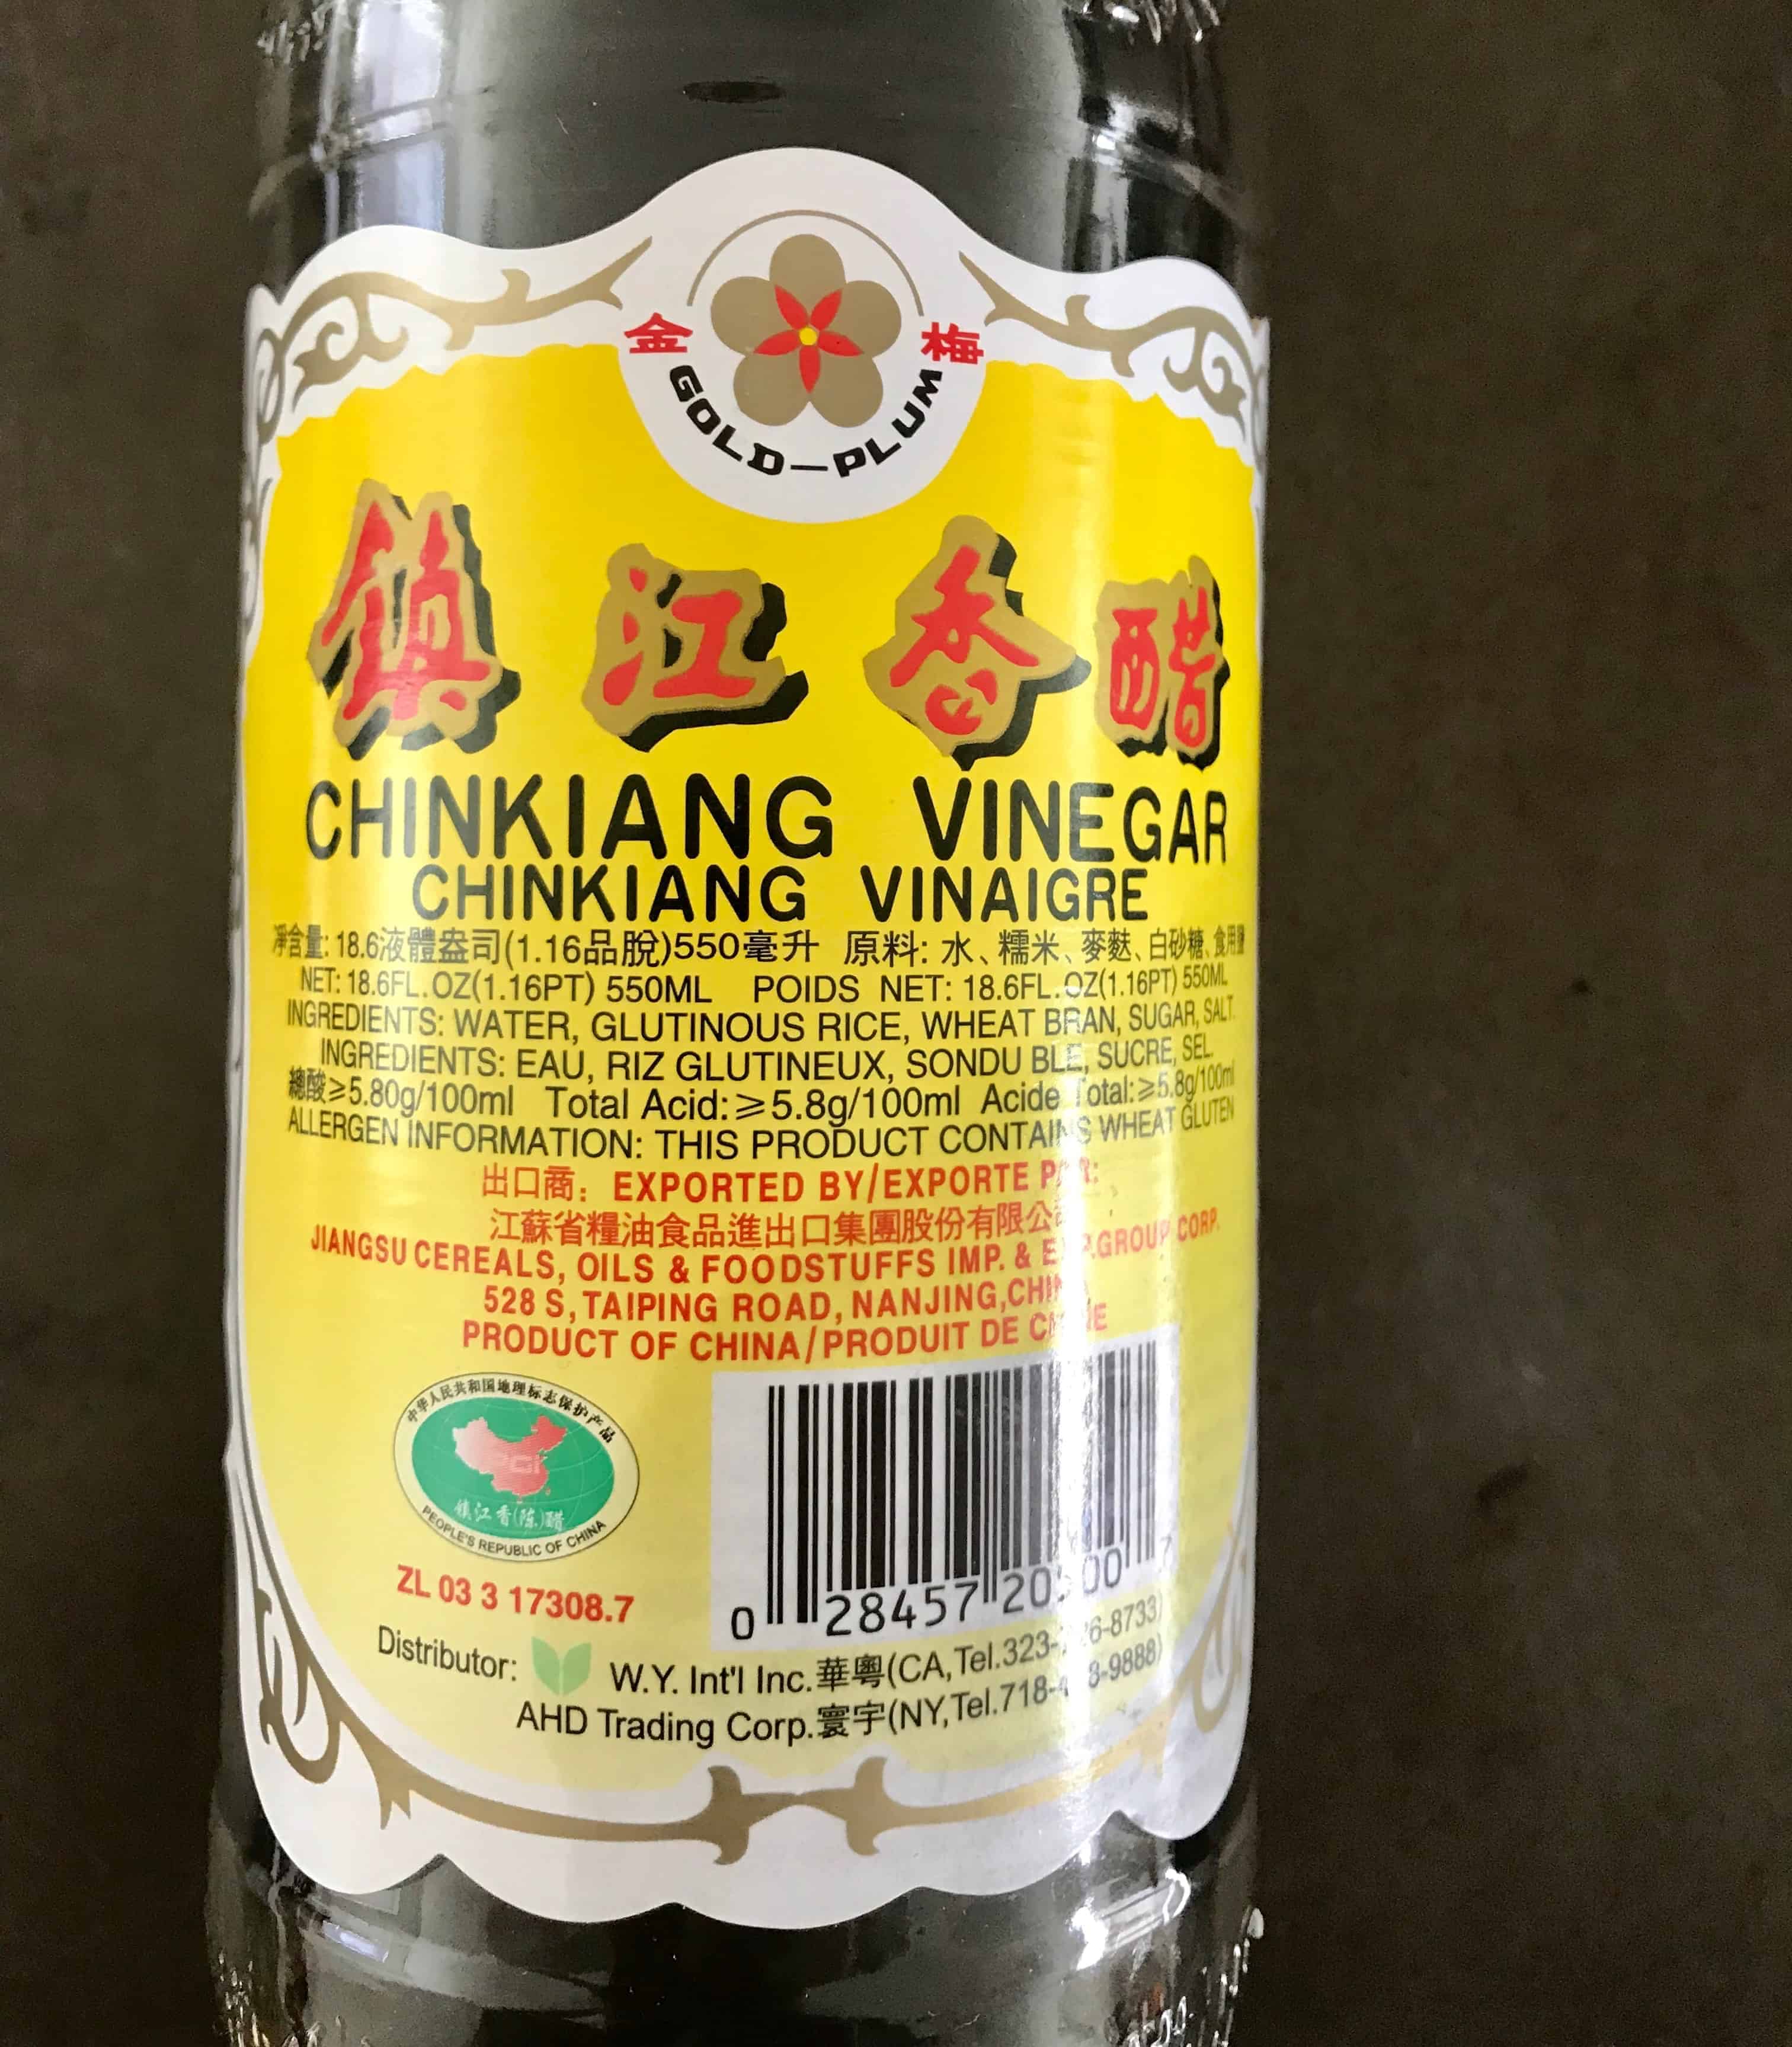 金 梅
GOLD-PLUM
鎮江香醋
CHINKIANG VINEGAR
CHINKIANG VINAIGRE
淨含量: 18.6液體盎司(1.16品脫)550毫升 原料: 水、糯米、麥麩、白砂糖、食用鹽
NET: 18.6FL.OZ(1.16PT) 550ML POIDS NET: 18.6FL.OZ(1.16PT) 550ML
INGREDIENTS: WATER, GLUTINOUS RICE, WHEAT BRAN, SUGAR, SALT.
INGREDIENTS: EAU, RIZ GLUTINEUX, SONDU BLE, SUCRE, SEL
總酸≥5.80g/100ml Total Acid:≥5.8g/100ml Acide Total:≥5.8g/100ml
ALLERGEN INFORMATION: THIS PRODUCT CONTAINS WHEAT GLUTEN
出口商: EXPORTED BY/EXPORTE PAR:
江蘇省糧油食品進出口集團股份有限公司
JIANGSU CEREALS, OILS & FOODSTUFFS IMP. & EXP.GROUP CORP.
528 S, TAIPING ROAD, NANJING,CHINA
PRODUCT OF CHINA/PRODUIT DE CHINE
中华人民共和国地理标志保护产品
PGI
镇江香(陈)醋
PEOPLE'S REPUBLIC OF CHINA
ZL 03 3 17308.7
0 28457 7
Distributor: W.Y. Int'l Inc.華粵(CA,Tel.
AHD Trading Corp.寰宇(NY,Tel.